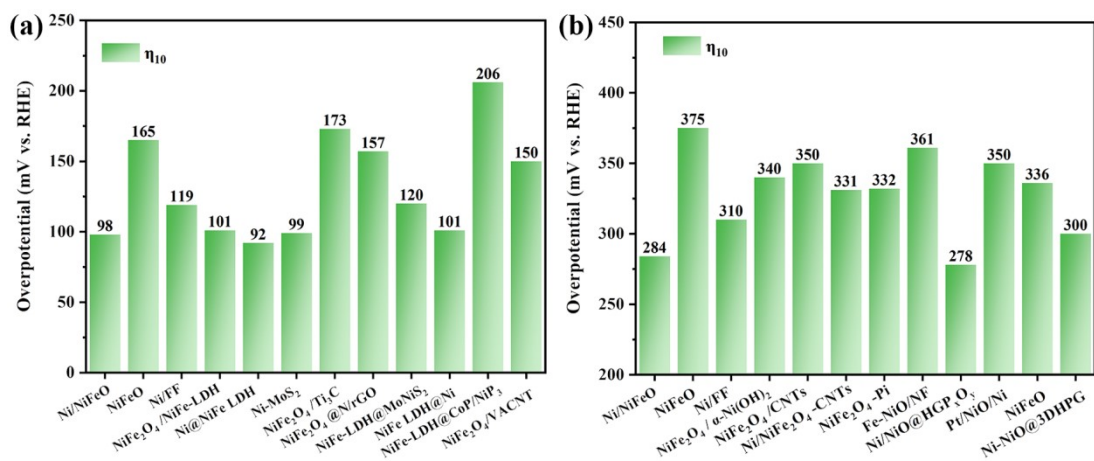 (a)
η₁₀
Overpotential (mV vs. RHE)
250
200
150
100
50
0
98
165
119
101
92
99
173
157
120
101
206
150
Ni/NiFeO
NiFeO
Ni/FF
NiFe₂O₄ /NiFe-LDH
Ni@NiFe LDH
Ni-MoS₂
NiFe₂O₄/Ti₃C
NiFe₂O₄@N/rGO
NiFe-LDH@MoNiS₂
NiFe LDH@Ni
NiFe-LDH@CoP/NiP₃
NiFe₂O₄/VACNT
(b)
η₁₀
Overpotential (mV vs. RHE)
450
400
350
300
250
200
284
375
310
340
350
331
332
361
278
350
336
300
Ni/NiFeO
NiFeO
Ni/FF
NiFe₂O₄ / α-Ni(OH)₂
NiFe₂O₄ /CNTs
Ni/NiFe₂O₄ -CNTs
NiFe₂O₄ -Pi
Fe-NiO/NF
Ni/NiO@HGPₓOᵧ
Pt/NiO/Ni
NiFeO
Ni-NiO@3DHPG